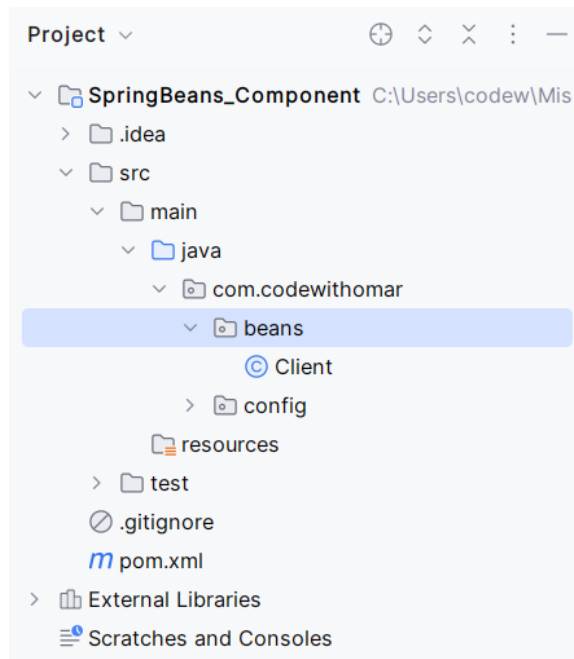 Project
SpringBeans_Component C:\Users\codew\Mis
.idea
src
main
java
com.codewithomar
beans
Client
config
resources
test
.gitignore
pom.xml
External Libraries
Scratches and Consoles